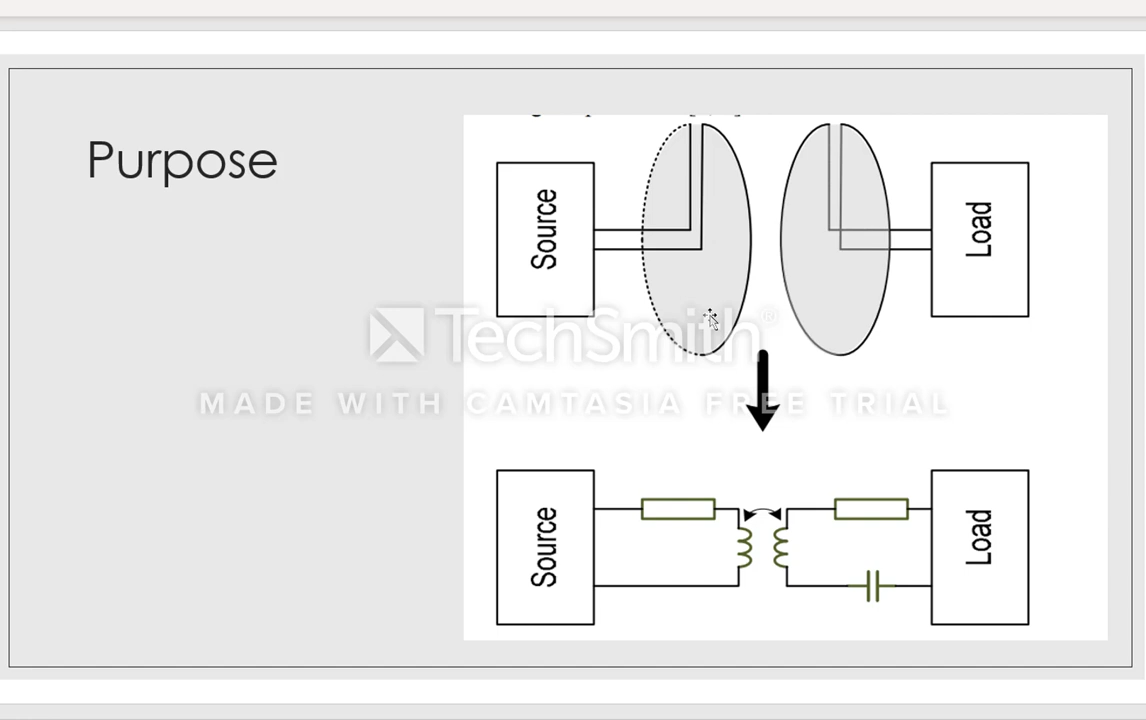 Purpose
Source
Load
TechSmith®
MADE WITH CAMTASIA FREE TRIAL
Source
Load